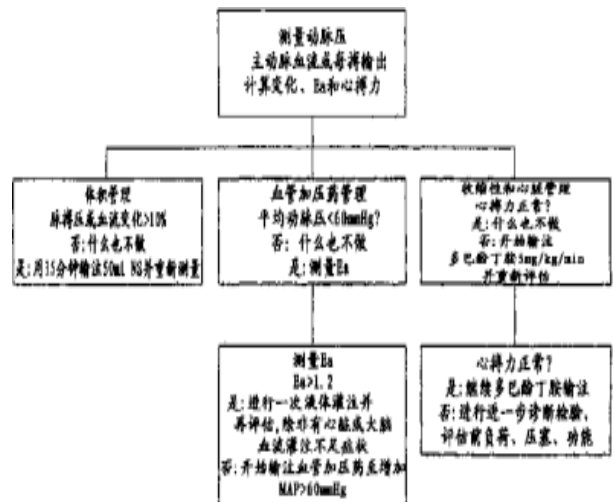 测量动脉压
主动脉血流或每搏输出
计算变化、Ea和心搏力
体积管理
脉搏压或血流变化>10%
否:什么也不做
是:用15分钟输注50ml NS并重新测量
血管加压药管理
平均动脉压<60mmHg?
否: 什么也不做
是:测量Ea
收缩性和心脏管理
心搏力正常?
是:什么也不做
否:开始输注
多巴酚丁胺5mg/kg/min
并重新评估
测量Ea
Ea>1.2
是:进行一次液体灌注并
再评估,除非有心脏或大脑
血流灌注不足症状
否:开始输注血管加压药至增加
MAP>60mmHg
心搏力正常?
是:继续多巴酚丁胺输注
否:进行进一步诊断检验、
评估前负荷、压塞、功能